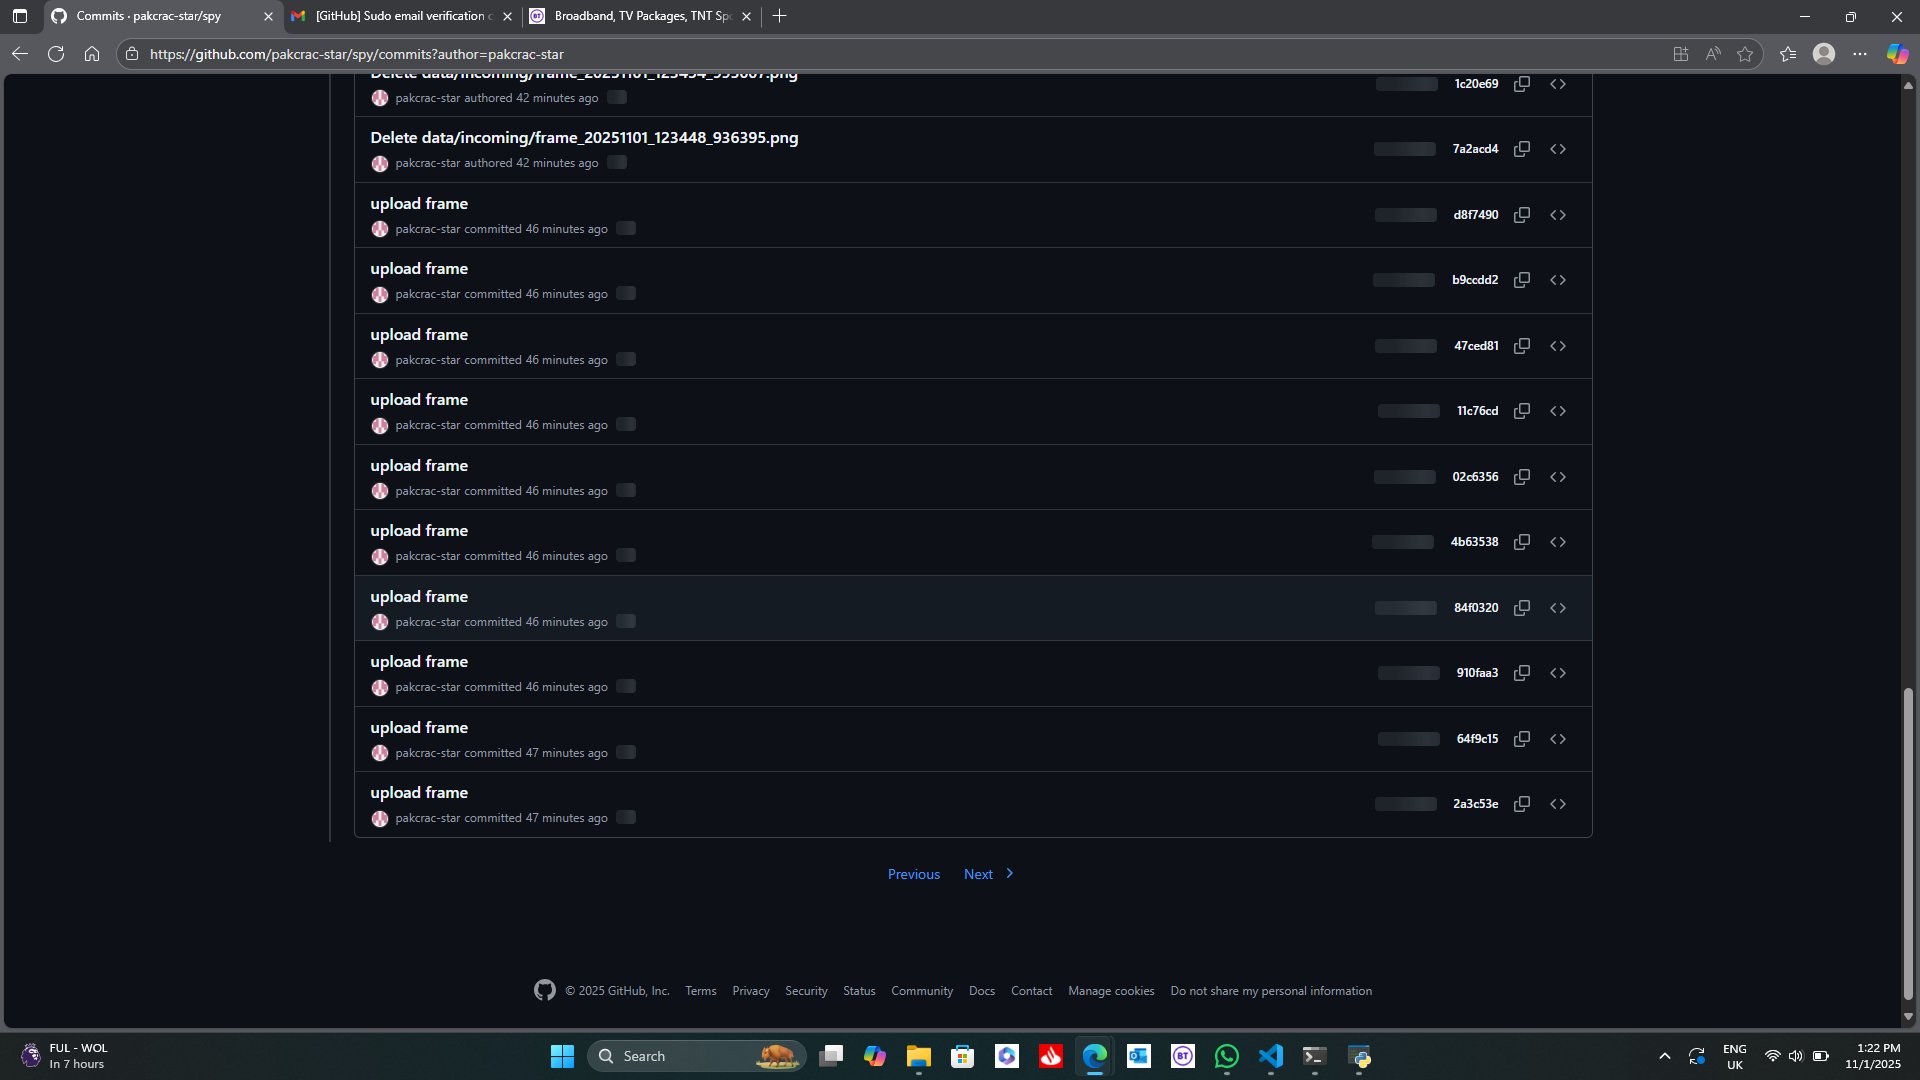 Commits · pakcrac-star/spy
[GitHub] Sudo email verification
Broadband, TV Packages, TNT Sp
https://github.com/pakcrac-star/spy/commits?author=pakcrac-star
1c20e69
pakcrac-star authored 42 minutes ago
Delete data/incoming/frame_20251101_123448_936395.png
7a2acd4
pakcrac-star authored 42 minutes ago
upload frame
d8f7490
pakcrac-star committed 46 minutes ago
upload frame
b9ccdd2
pakcrac-star committed 46 minutes ago
upload frame
47ced81
pakcrac-star committed 46 minutes ago
upload frame
11c76cd
pakcrac-star committed 46 minutes ago
upload frame
02c6356
pakcrac-star committed 46 minutes ago
upload frame
4b63538
pakcrac-star committed 46 minutes ago
upload frame
84f0320
pakcrac-star committed 46 minutes ago
upload frame
910faa3
pakcrac-star committed 46 minutes ago
upload frame
64f9c15
pakcrac-star committed 47 minutes ago
upload frame
2a3c53e
pakcrac-star committed 47 minutes ago
Previous Next
© 2025 GitHub, Inc. Terms Privacy Security Status Community Docs Contact Manage cookies Do not share my personal information
FUL - WOL
In 7 hours
Search
BT
ENG
UK
1:22 PM
11/1/2025